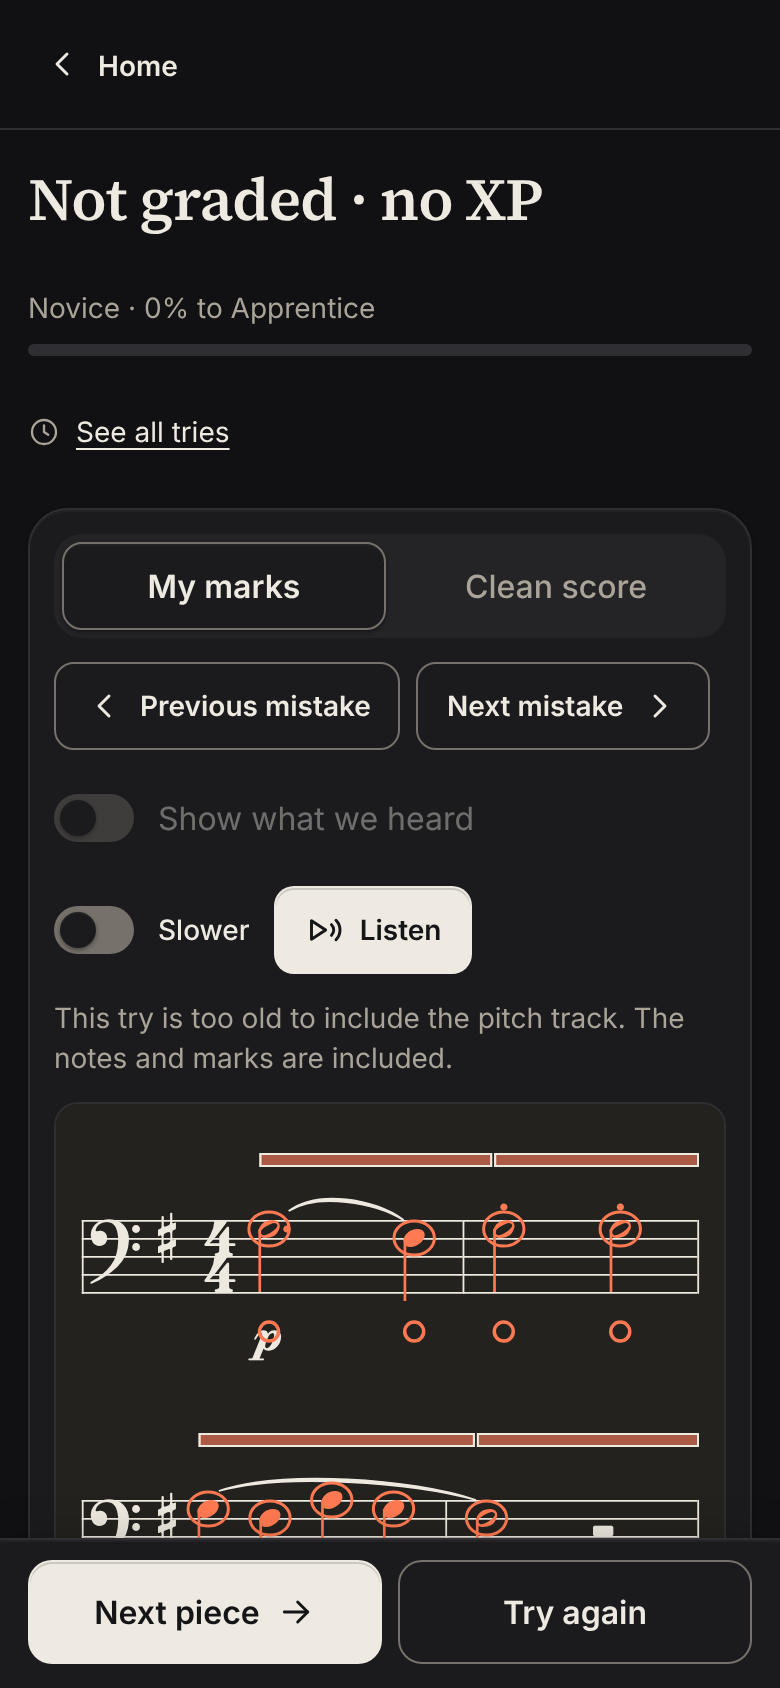 Home
Not graded · no XP
Novice · 0% to Apprentice
See all tries
My marks
Clean score
Previous mistake
Next mistake
Show what we heard
Slower
Listen
This try is too old to include the pitch track. The
notes and marks are included.
4
4
p
Next piece
Try again